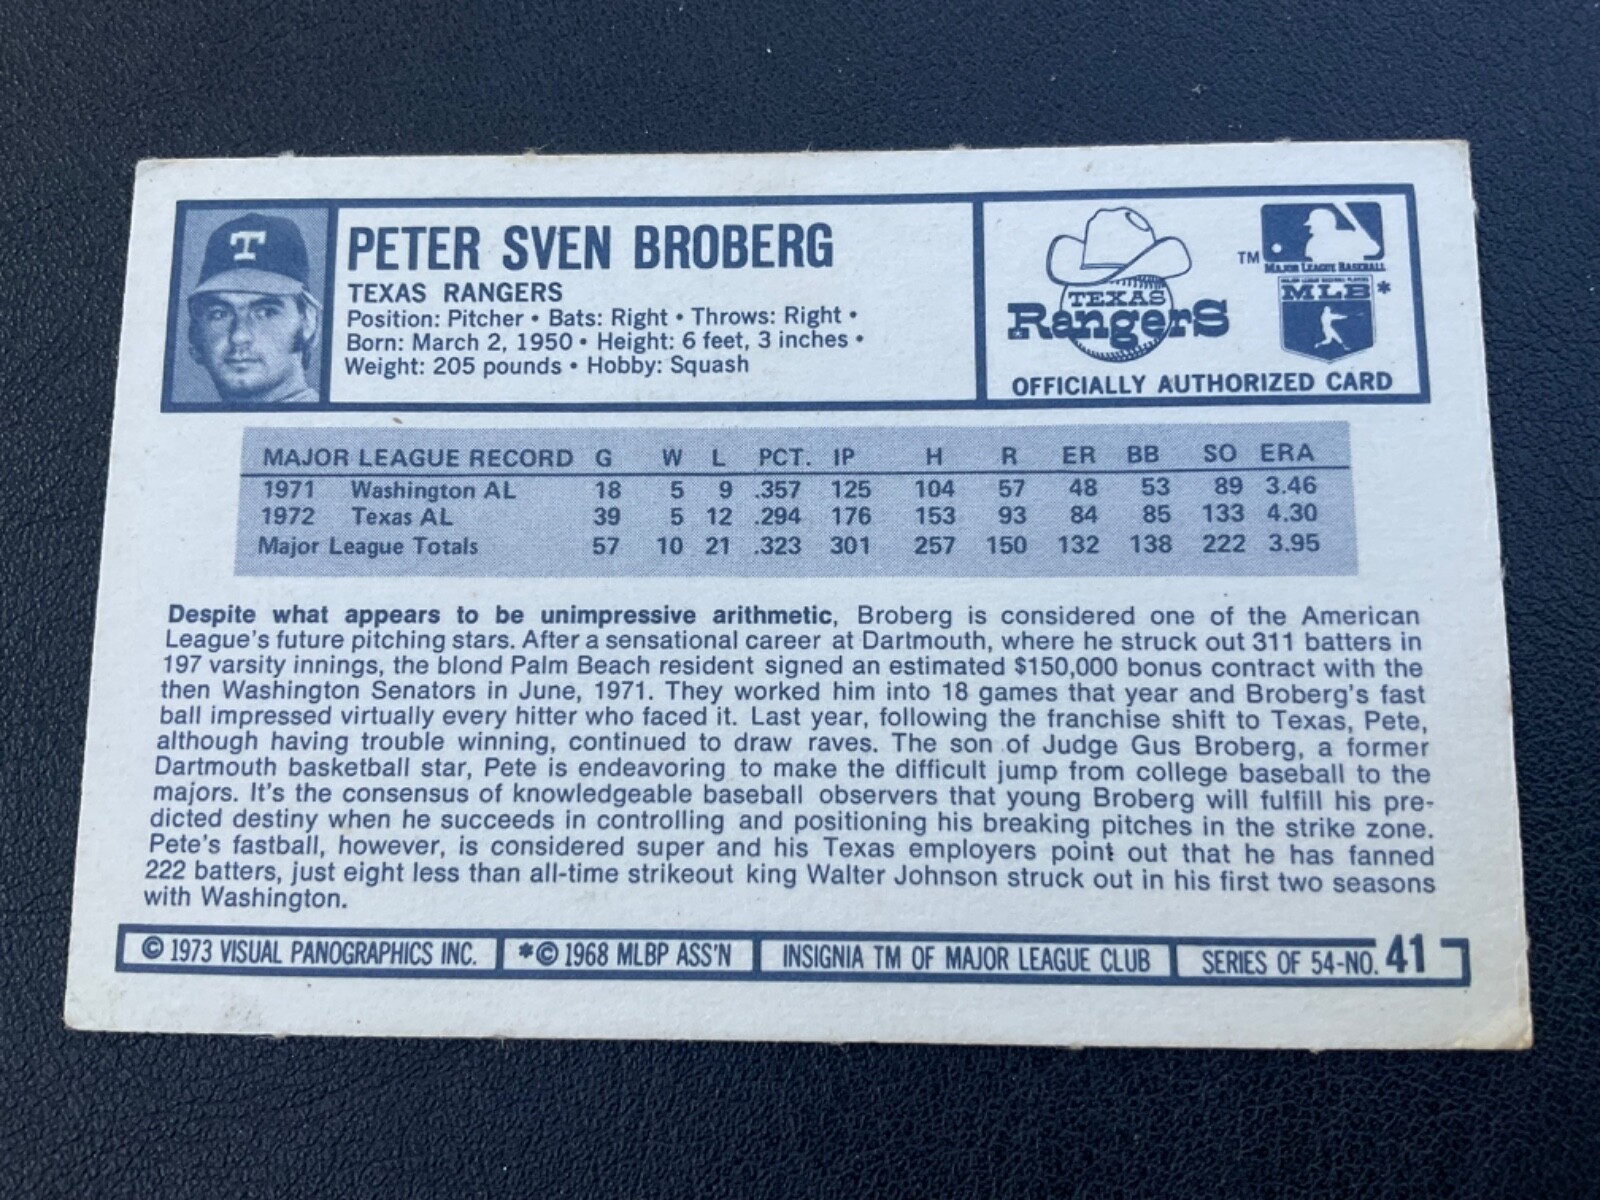 T
PETER SVEN BROBERG
TEXAS RANGERS
Position: Pitcher • Bats: Right • Throws: Right •
Born: March 2, 1950 • Height: 6 feet, 3 inches •
Weight: 205 pounds • Hobby: Squash
TEXAS
Rangers
TM
MAJOR LEAGUE BASEBALL
MAJOR LEAGUE BASEBALL PLAYERS
MLB *
OFFICIALLY AUTHORIZED CARD
MAJOR LEAGUE RECORD G W L PCT. IP H R ER BB SO ERA
1971 Washington AL 18 5 9 .357 125 104 57 48 53 89 3.46
1972 Texas AL 39 5 12 .294 176 153 93 84 85 133 4.30
Major League Totals 57 10 21 .323 301 257 150 132 138 222 3.95
Despite what appears to be unimpressive arithmetic, Broberg is considered one of the American
League's future pitching stars. After a sensational career at Dartmouth, where he struck out 311 batters in
197 varsity innings, the blond Palm Beach resident signed an estimated $150,000 bonus contract with the
then Washington Senators in June, 1971. They worked him into 18 games that year and Broberg's fast
ball impressed virtually every hitter who faced it. Last year, following the franchise shift to Texas, Pete,
although having trouble winning, continued to draw raves. The son of Judge Gus Broberg, a former
Dartmouth basketball star, Pete is endeavoring to make the difficult jump from college baseball to the
majors. It's the consensus of knowledgeable baseball observers that young Broberg will fulfill his pre-
dicted destiny when he succeeds in controlling and positioning his breaking pitches in the strike zone.
Pete's fastball, however, is considered super and his Texas employers point out that he has fanned
222 batters, just eight less than all-time strikeout king Walter Johnson struck out in his first two seasons
with Washington.
© 1973 VISUAL PANOGRAPHICS INC. *© 1968 MLBP ASS'N INSIGNIA TM OF MAJOR LEAGUE CLUB SERIES OF 54-NO. 41